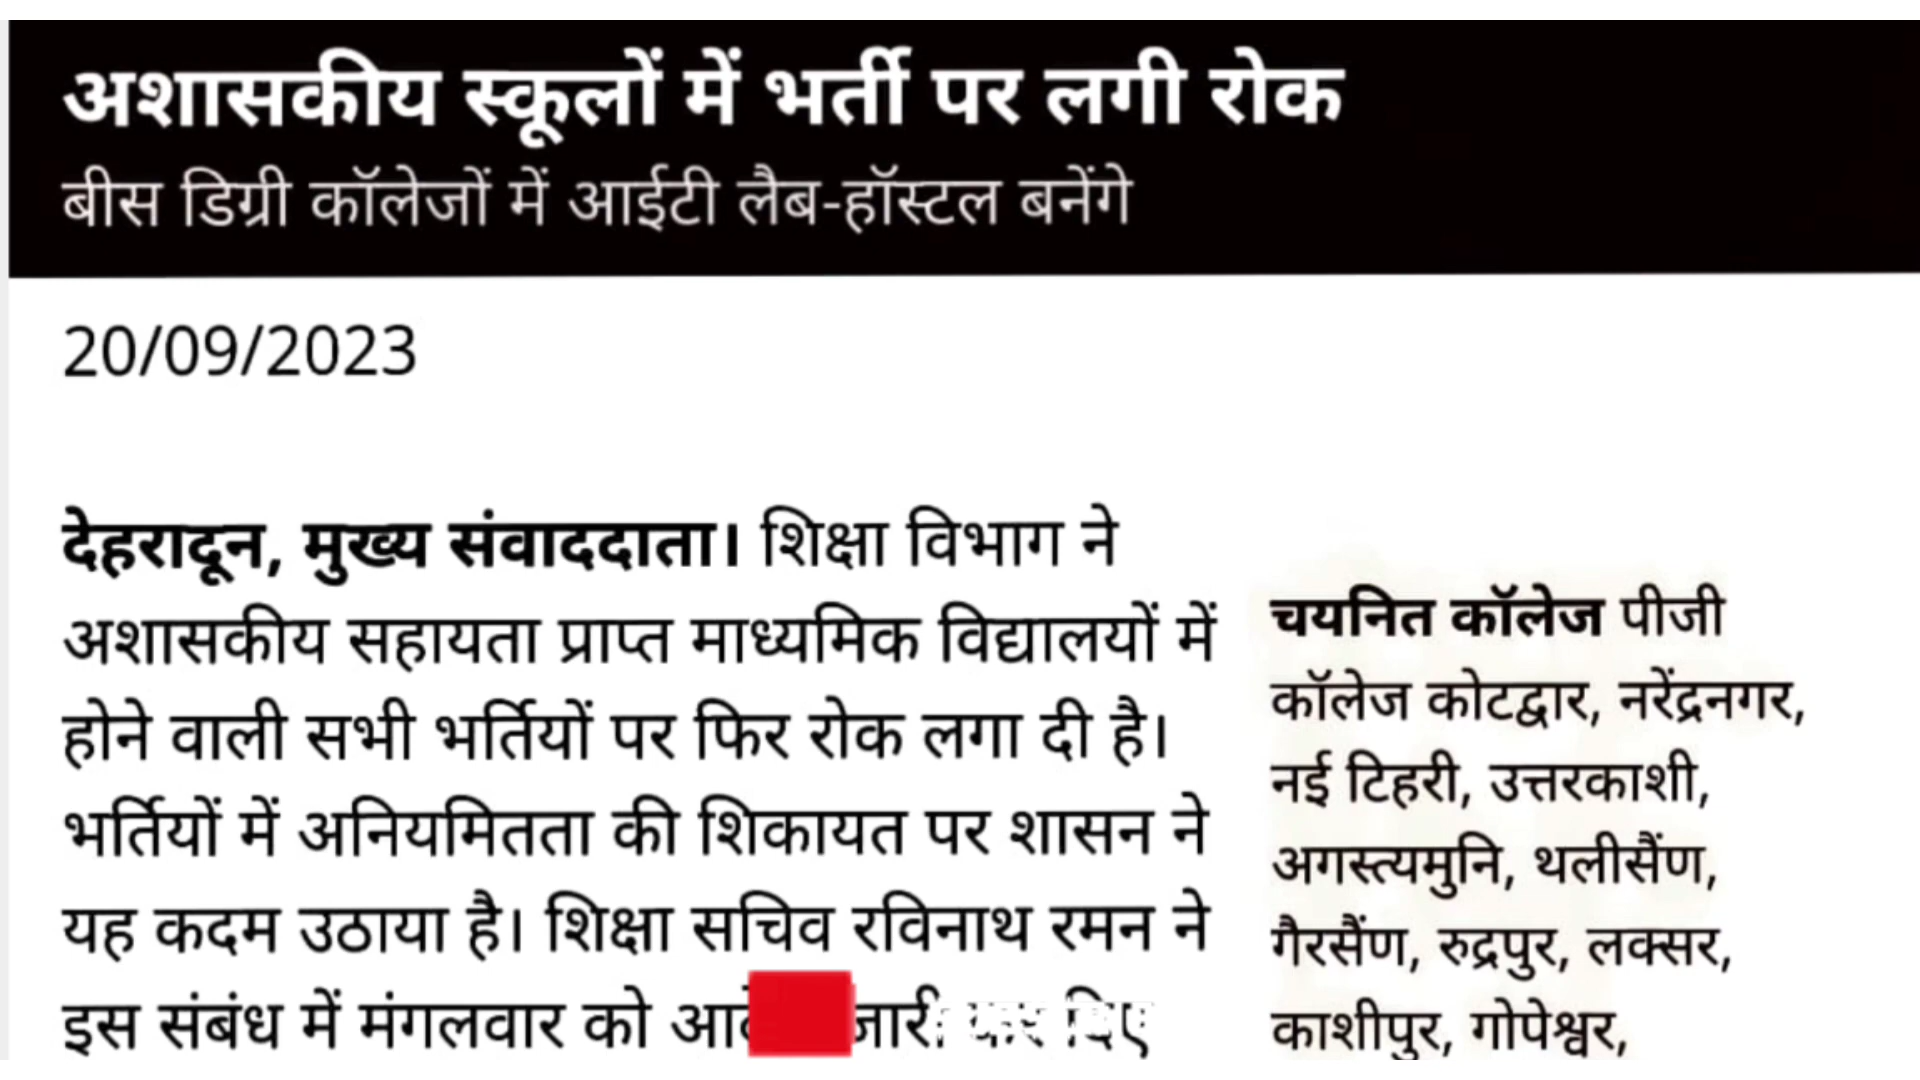 अशासकीय स्कूलों में भर्ती पर लगी रोक
बीस डिग्री कॉलेजों में आईटी लैब-हॉस्टल बनेंगे
20/09/2023
देहरादून, मुख्य संवाददाता। शिक्षा विभाग ने
अशासकीय सहायता प्राप्त माध्यमिक विद्यालयों में
होने वाली सभी भर्तियों पर फिर रोक लगा दी है।
भर्तियों में अनियमितता की शिकायत पर शासन ने
यह कदम उठाया है। शिक्षा सचिव रविनाथ रमन ने
इस संबंध में मंगलवार को
चयनित कॉलेज पीजी
कॉलेज कोटद्वार, नरेंद्रनगर,
नई टिहरी, उत्तरकाशी,
अगस्त्यमुनि, थलीसैंण,
गैरसैंण, रुद्रपुर, लक्सर,
काशीपुर, गोपेश्वर,